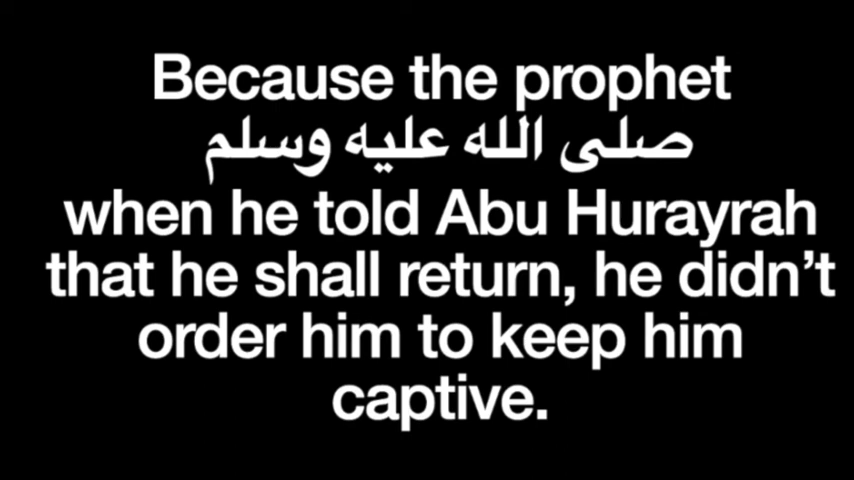 Because the prophet
صلى الله عليه وسلم
when he told Abu Hurayrah
that he shall return, he didn’t
order him to keep him
captive.